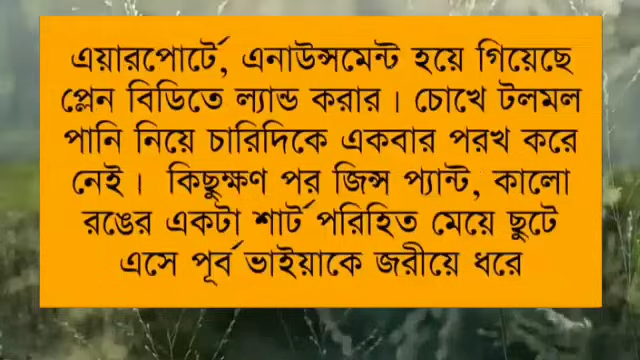 এয়ারপোর্টে, এনাউন্সমেন্ট হয়ে গিয়েছে
প্লেন বিডিতে ল্যান্ড করার। চোখে টলমল
পানি নিয়ে চারিদিকে একবার পরখ করে
নেই। কিছুক্ষণ পর জিন্স প্যান্ট, কালো
রঙের একটা শার্ট পরিহিত মেয়ে ছুটে
এসে পূর্ব ভাইয়াকে জরীয়ে ধরে